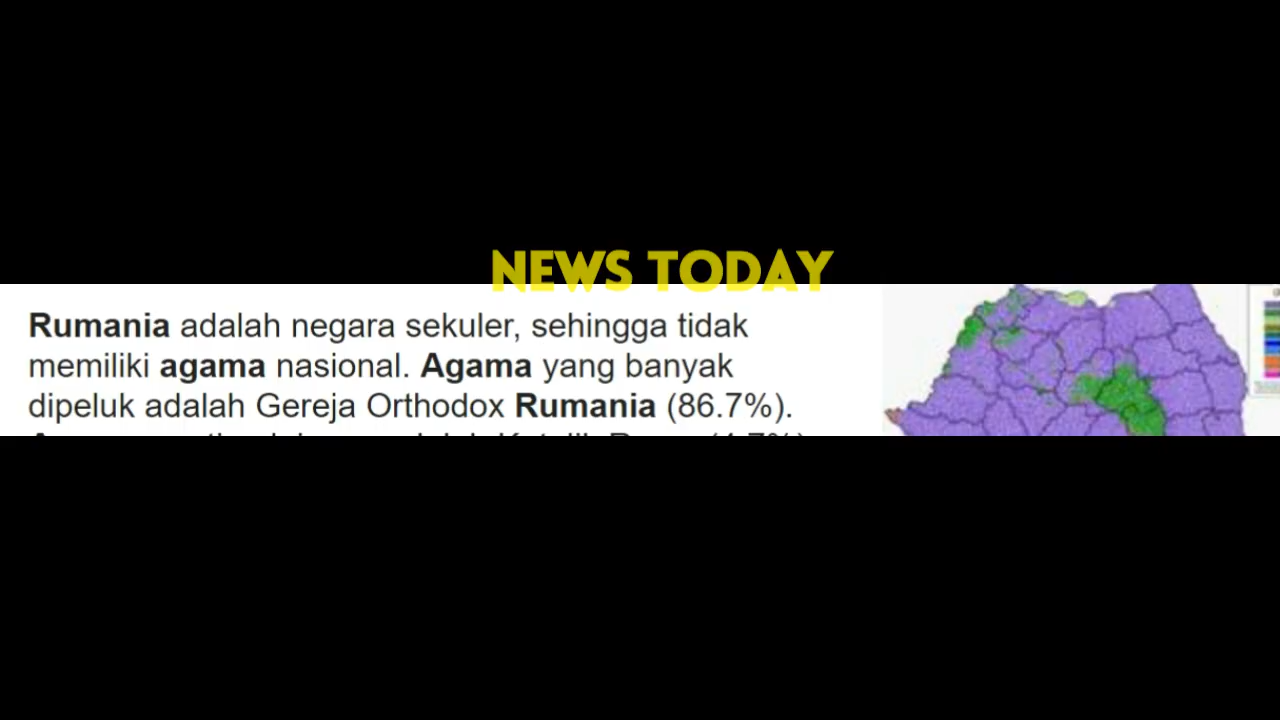 NEWS TODAY
Rumania adalah negara sekuler, sehingga tidak
memiliki agama nasional. Agama yang banyak
dipeluk adalah Gereja Orthodox Rumania (86.7%).